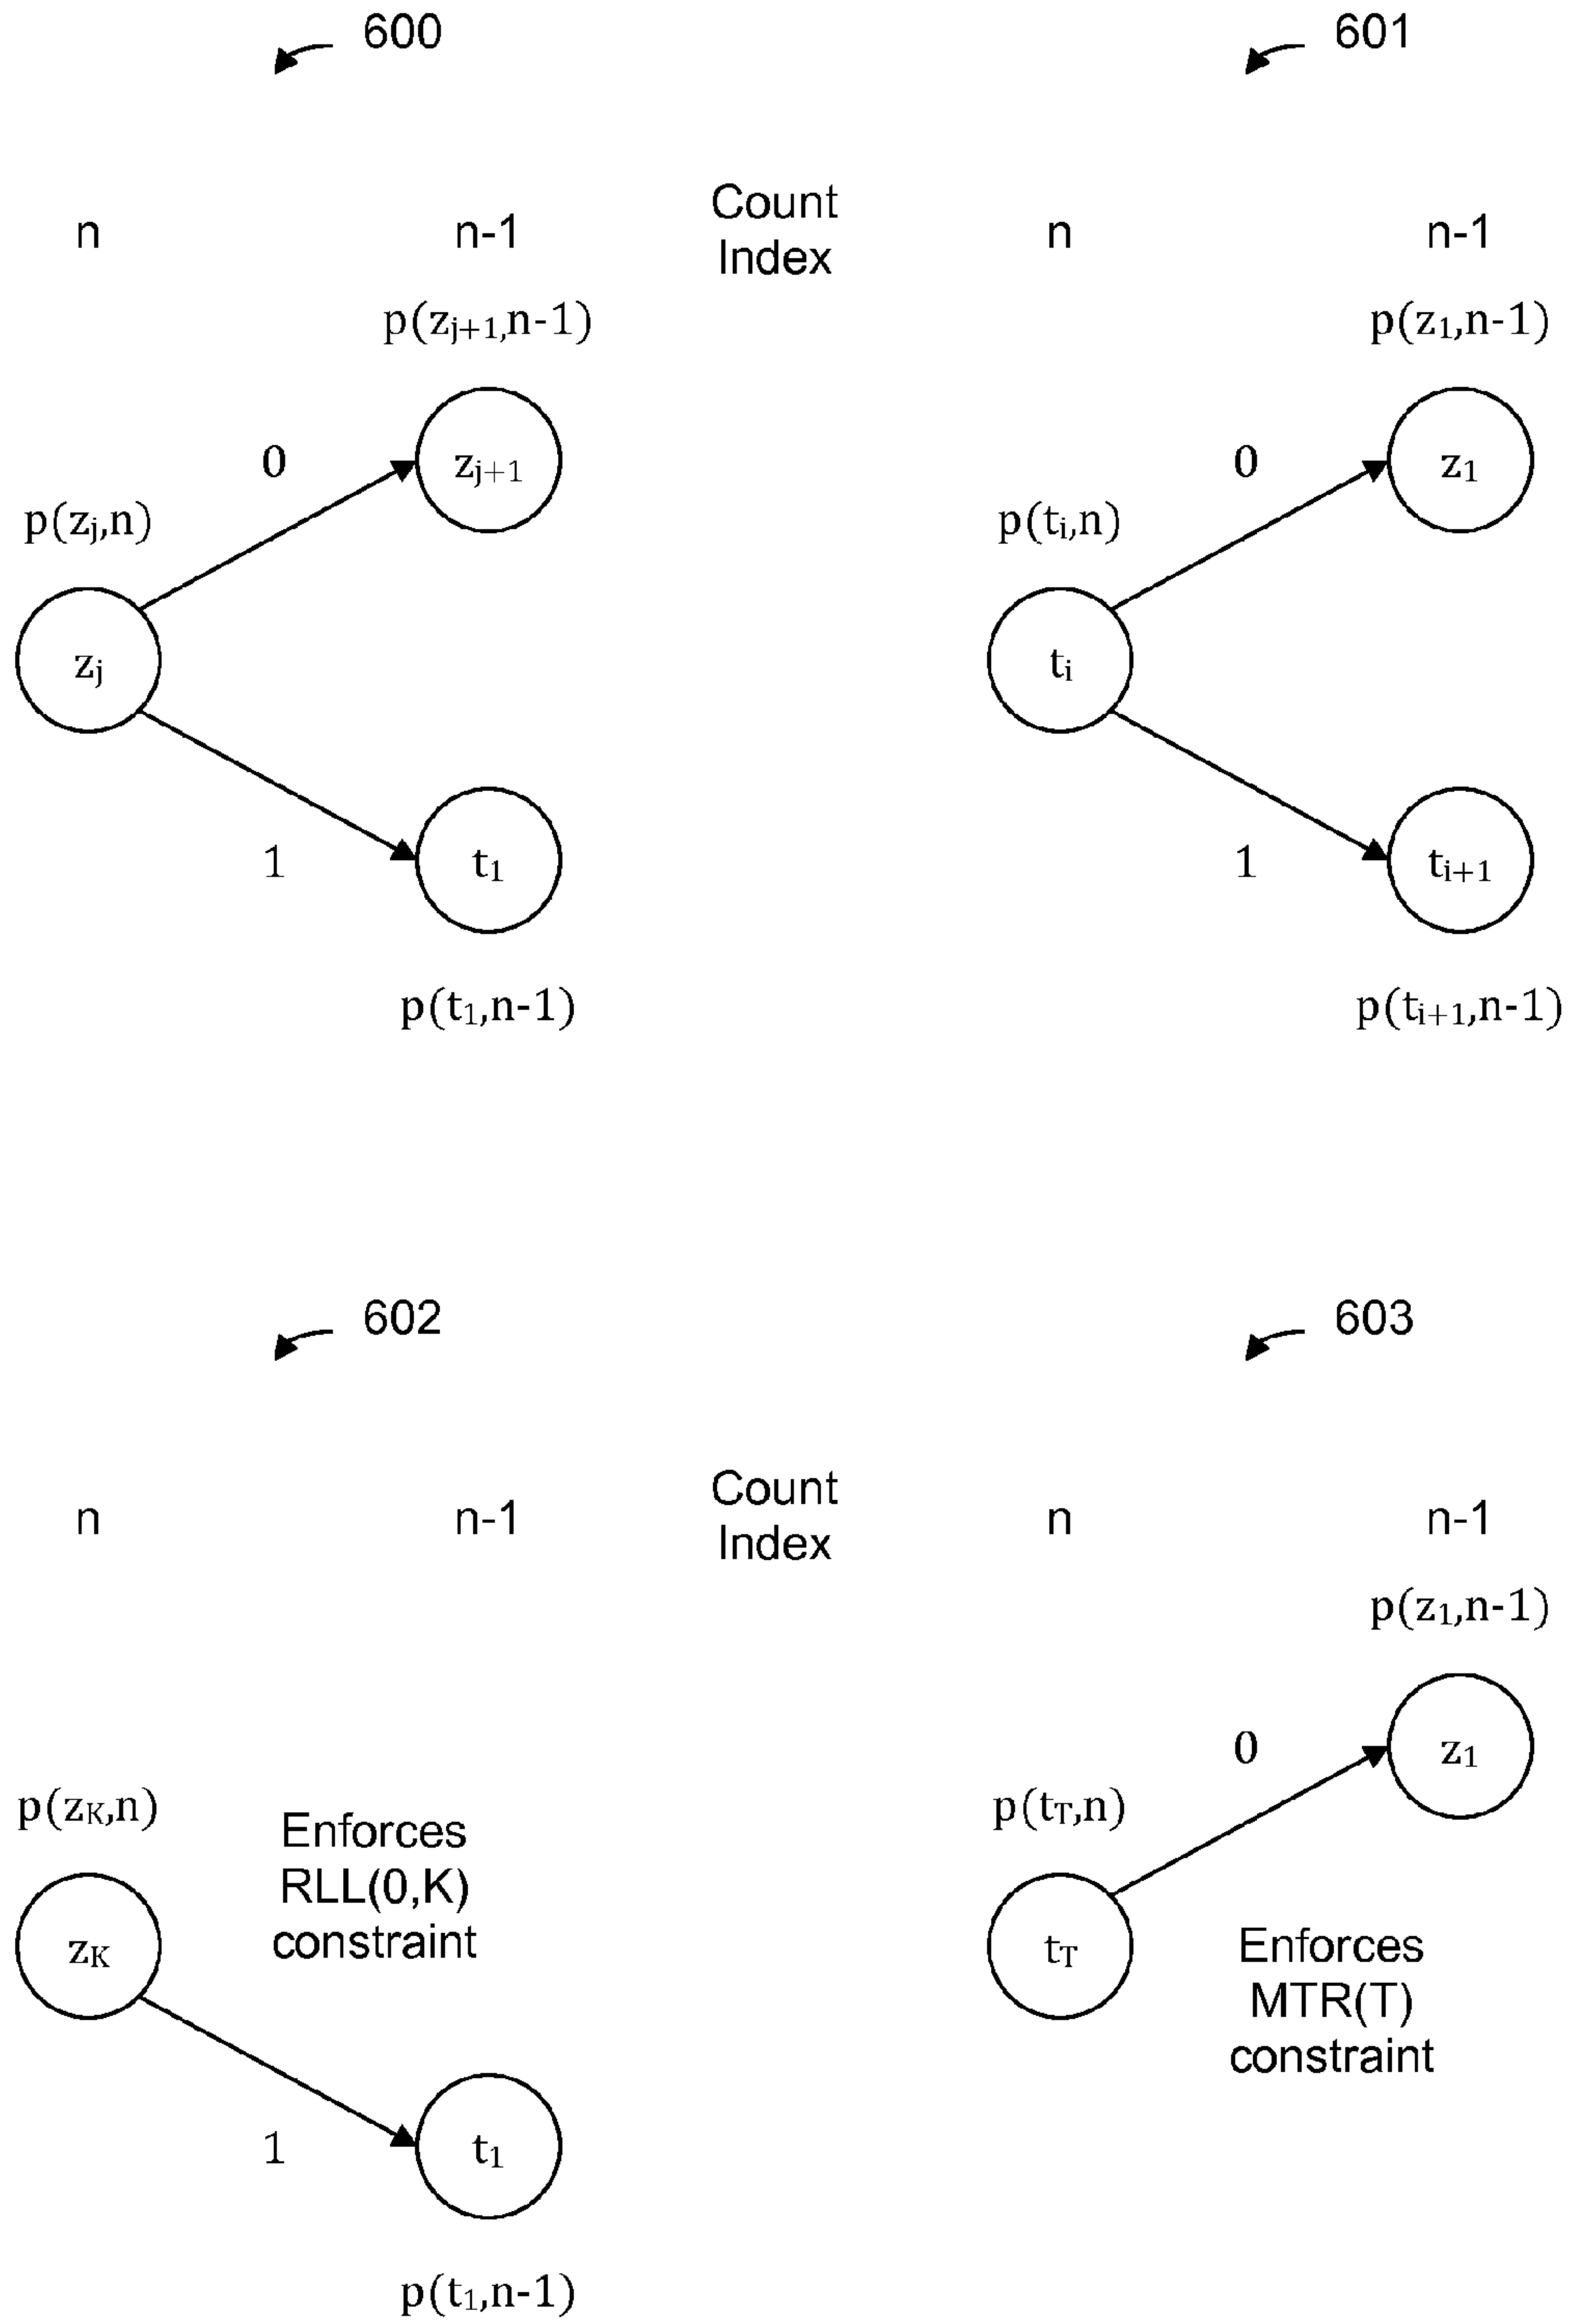 600
601
n
n-1
Count
Index
n
n-1
p(zj+1,n-1)
p(z1,n-1)
0
zj+1
0
z1
p(zj,n)
p(ti,n)
zj
ti
1
t1
1
ti+1
p(t1,n-1)
p(ti+1,n-1)
602
603
n
n-1
Count
Index
n
n-1
p(z1,n-1)
0
z1
p(zK,n)
Enforces
RLL(0,K)
constraint
p(tT,n)
zK
tT
Enforces
MTR(T)
constraint
1
t1
p(t1,n-1)